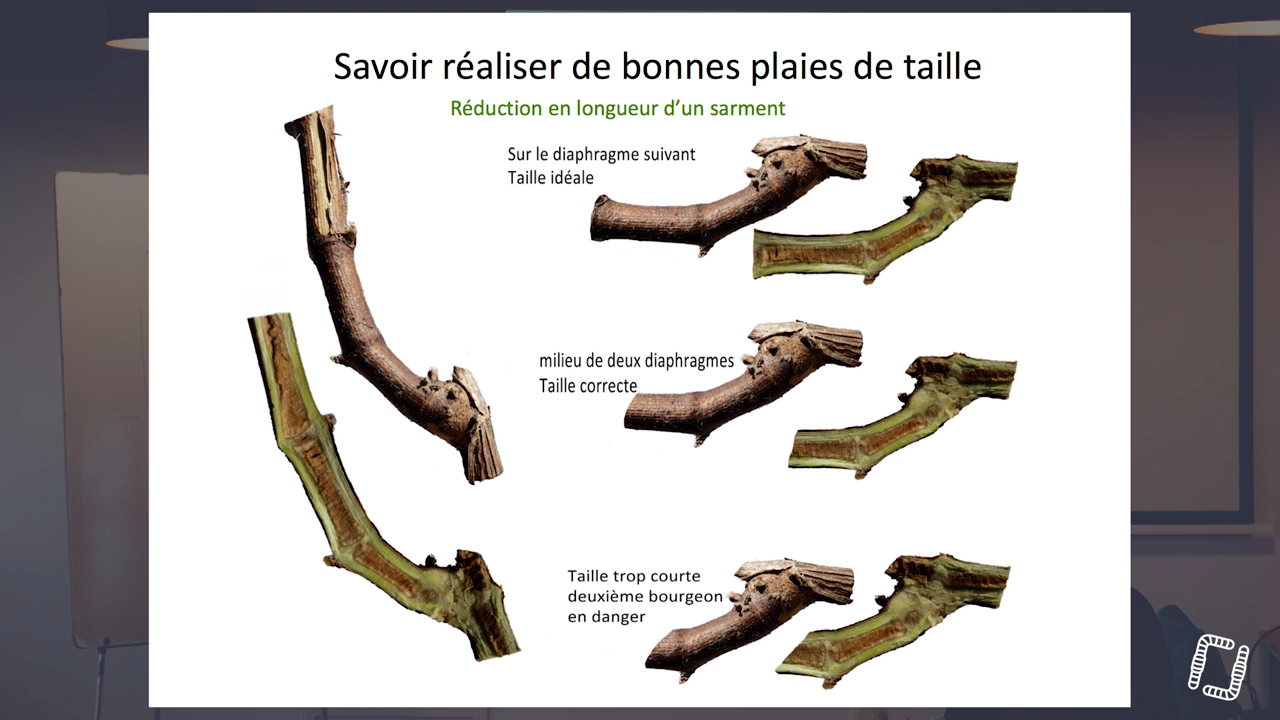 Savoir réaliser de bonnes plaies de taille
Réduction en longueur d’un sarment
Sur le diaphragme suivant
Taille idéale
milieu de deux diaphragmes
Taille correcte
Taille trop courte
deuxième bourgeon
en danger